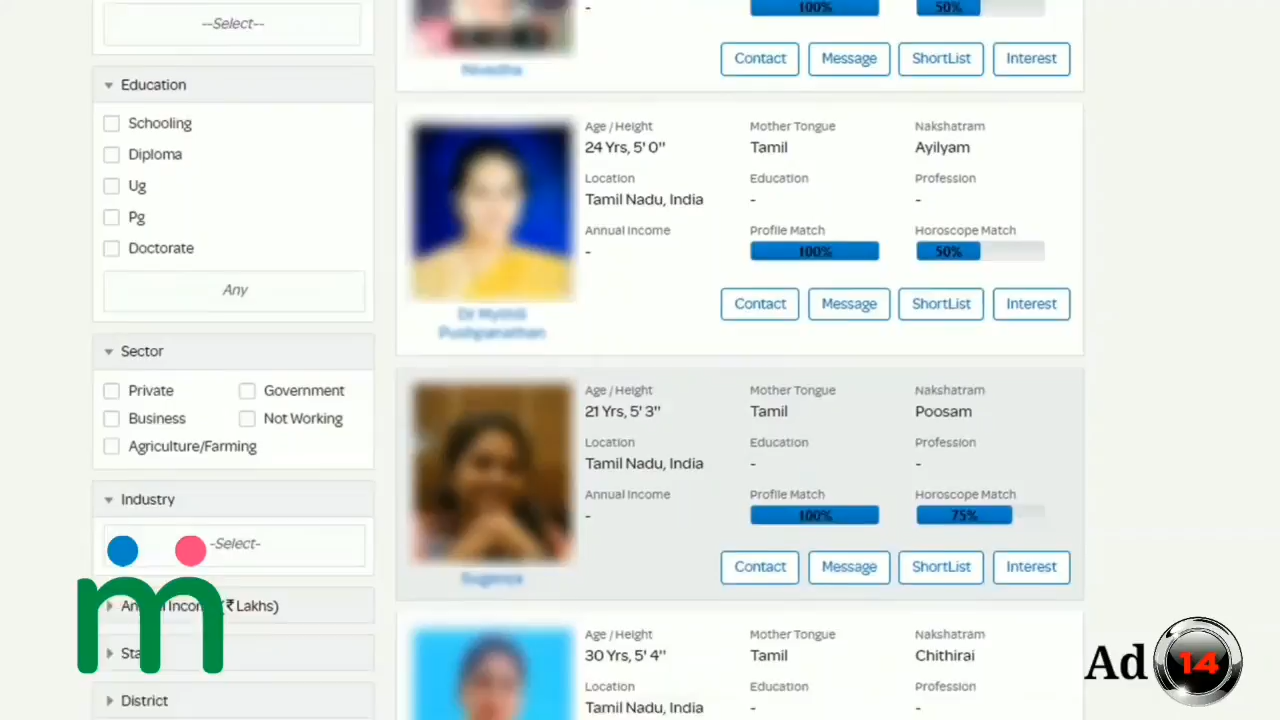 --Select--
Education
Schooling
Diploma
Ug
Pg
Doctorate
Any
Sector
Private
Government
Business
Not Working
Agriculture/Farming
Industry
-Select-
(₹ Lakhs)
District
-
100%
50%
Contact
Message
ShortList
Interest
Age / Height
Mother Tongue
Nakshatram
24 Yrs, 5' 0"
Tamil
Ayilyam
Location
Education
Profession
Tamil Nadu, India
-
-
Annual Income
Profile Match
Horoscope Match
-
100%
50%
Contact
Message
ShortList
Interest
Age / Height
Mother Tongue
Nakshatram
21 Yrs, 5' 3"
Tamil
Poosam
Location
Education
Profession
Tamil Nadu, India
-
-
Annual Income
Profile Match
Horoscope Match
-
100%
75%
Contact
Message
ShortList
Interest
Age / Height
Mother Tongue
Nakshatram
30 Yrs, 5' 4"
Tamil
Chithirai
Location
Education
Profession
Tamil Nadu, India
-
-
m
Ad 14